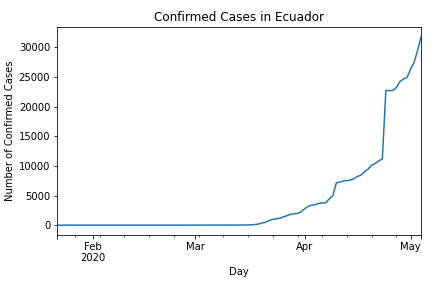 Confirmed Cases in Ecuador
Number of Confirmed Cases
30000
25000
20000
15000
10000
5000
0
Feb
2020
Mar
Apr
May
Day